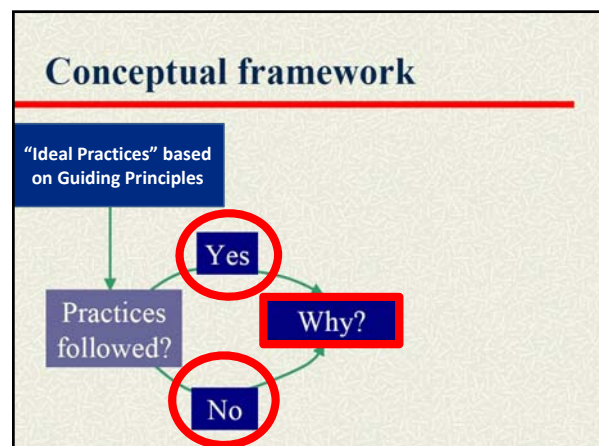 Conceptual framework
“Ideal Practices” based
on Guiding Principles
Yes
Practices
followed?
Why?
No